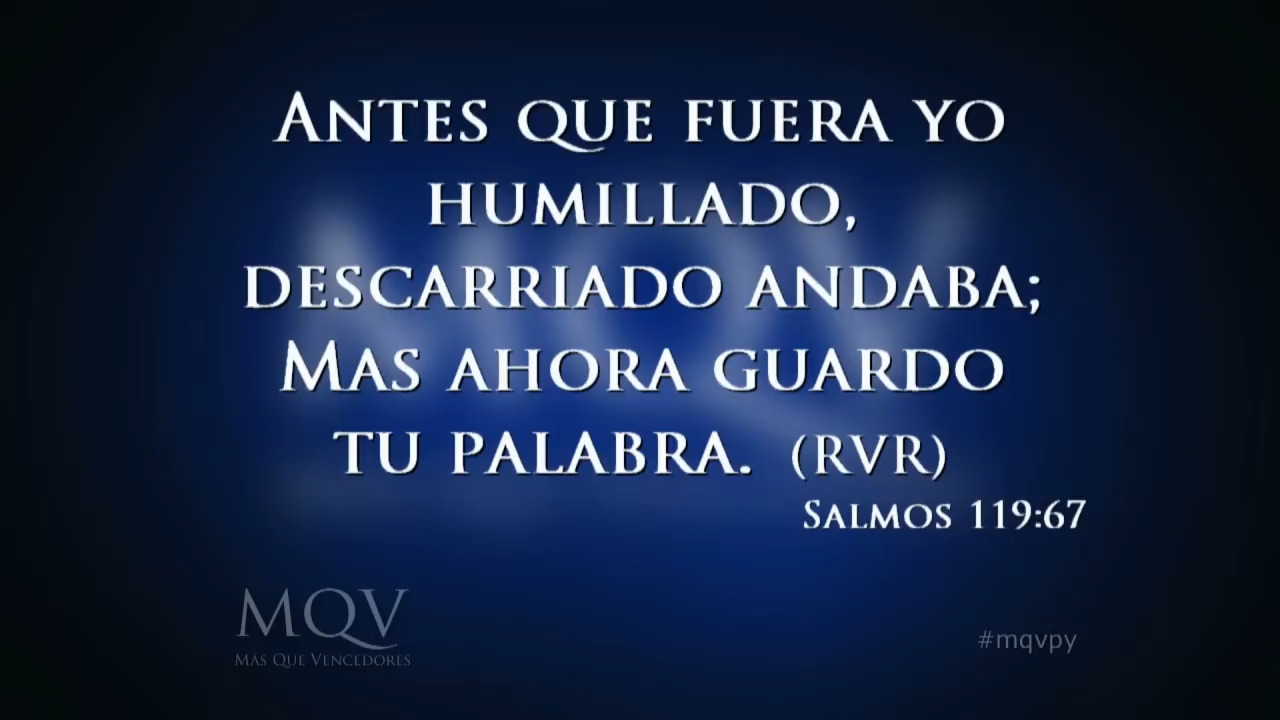 Antes que fuera yo
humillado,
descarriado andaba;
Mas ahora guardo
tu palabra. (RVR)
Salmos 119:67
MQV
Más Que Vencedores
#mqvpy